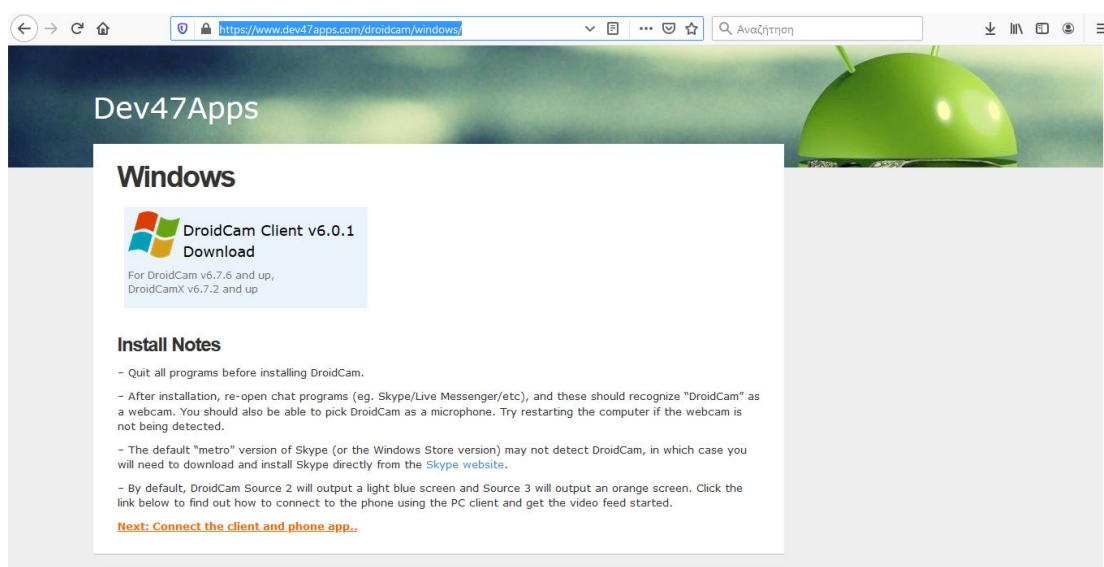 https://www.dev47apps.com/droidcam/windows/
Αναζήτηση
Dev47Apps
Windows
DroidCam Client v6.0.1
Download
For DroidCam v6.7.6 and up,
DroidCamX v6.7.2 and up
Install Notes
– Quit all programs before installing DroidCam.
– After installation, re-open chat programs (eg. Skype/Live Messenger/etc), and these should recognize “DroidCam” as
a webcam. You should also be able to pick DroidCam as a microphone. Try restarting the computer if the webcam is
not being detected.
– The default “metro” version of Skype (or the Windows Store version) may not detect DroidCam, in which case you
will need to download and install Skype directly from the Skype website.
– By default, DroidCam Source 2 will output a light blue screen and Source 3 will output an orange screen. Click the
link below to find out how to connect to the phone using the PC client and get the video feed started.
Next: Connect the client and phone app..